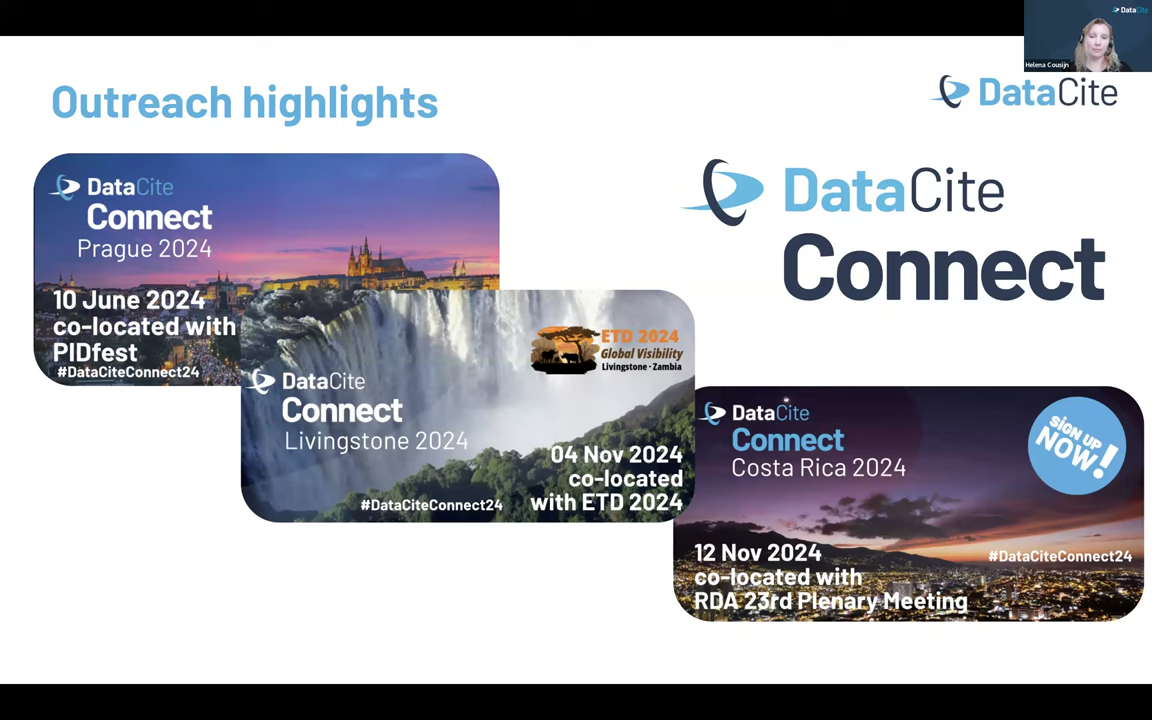 DataCite
Helena Cousijn
Outreach highlights
DataCite
DataCite
Connect
Prague 2024
10 June 2024
co-located with
PIDfest
#DataCiteConnect24
DataCite
Connect
ETD 2024
Global Visibility
Livingstone · Zambia
DataCite
Connect
Livingstone 2024
04 Nov 2024
co-located
with ETD 2024
#DataCiteConnect24
DataCite
Connect
Costa Rica 2024
SIGN UP
NOW!
12 Nov 2024
co-located with
RDA 23rd Plenary Meeting
#DataCiteConnect24